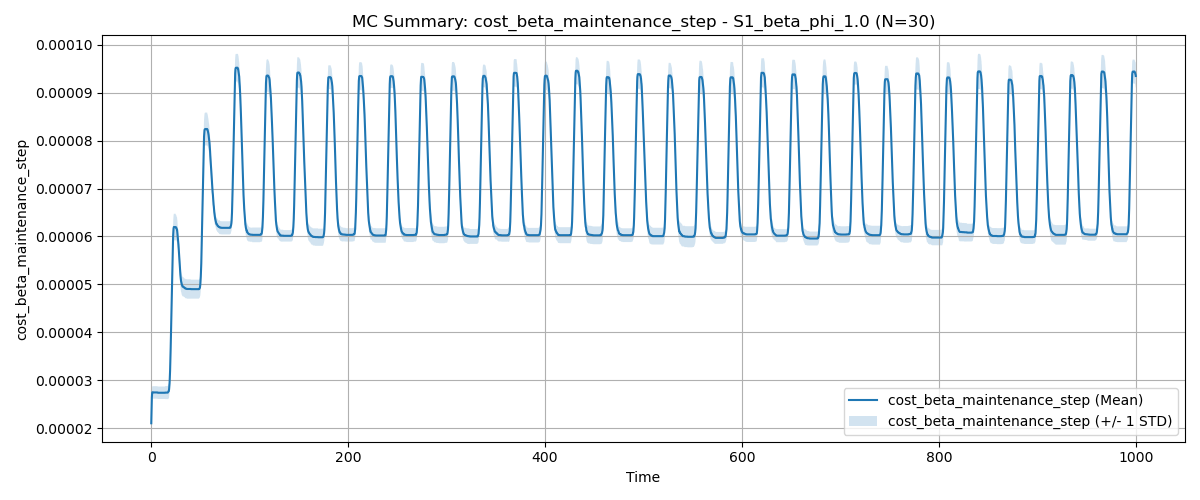 MC Summary: cost_beta_maintenance_step - S1_beta_phi_1.0 (N=30)
cost_beta_maintenance_step
0.00010
0.00009
0.00008
0.00007
0.00006
0.00005
0.00004
0.00003
0.00002
cost_beta_maintenance_step (Mean)
cost_beta_maintenance_step (+/- 1 STD)
0 200 400 600 800 1000
Time